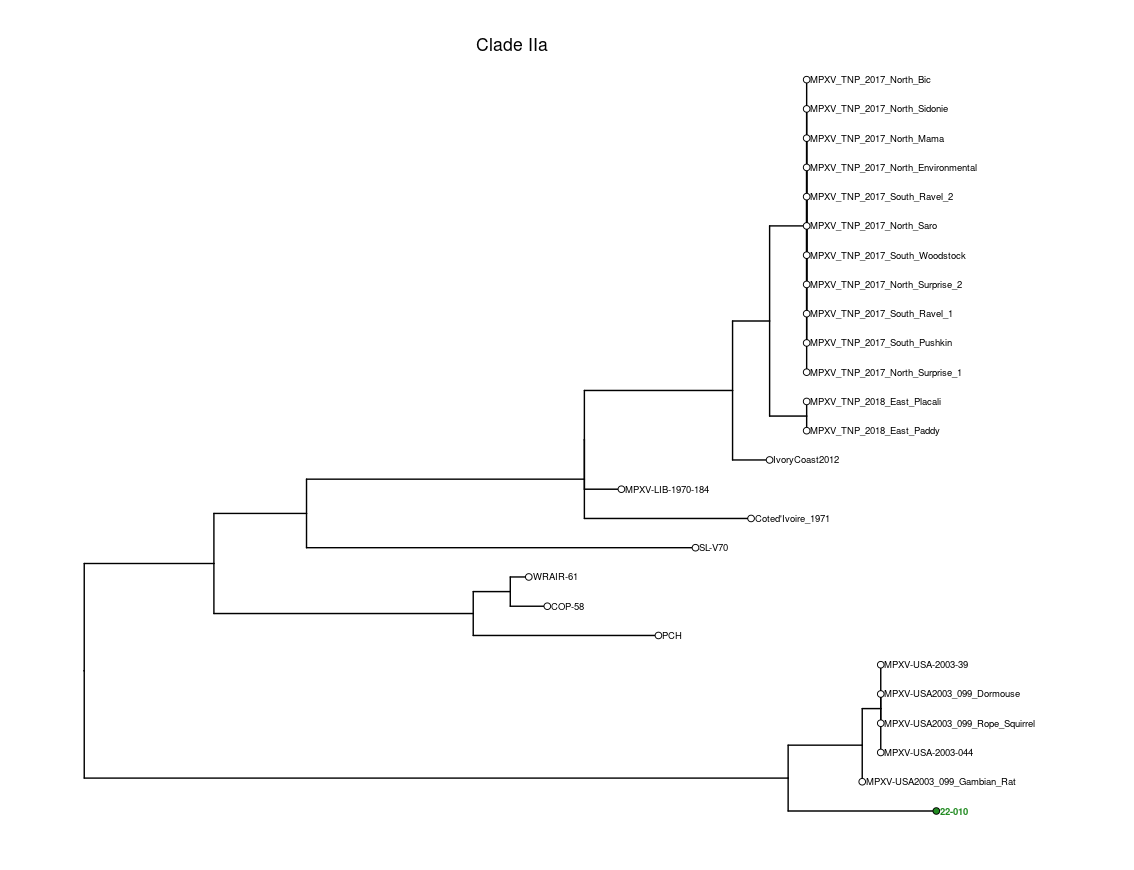 Clade IIa
MPXV_TNP_2017_North_Bic
MPXV_TNP_2017_North_Sidonie
MPXV_TNP_2017_North_Mama
MPXV_TNP_2017_North_Environmental
MPXV_TNP_2017_South_Ravel_2
MPXV_TNP_2017_North_Saro
MPXV_TNP_2017_South_Woodstock
MPXV_TNP_2017_North_Surprise_2
MPXV_TNP_2017_South_Ravel_1
MPXV_TNP_2017_South_Pushkin
MPXV_TNP_2017_North_Surprise_1
MPXV_TNP_2018_East_Placali
MPXV_TNP_2018_East_Paddy
IvoryCoast2012
MPXV-LIB-1970-184
Coted'Ivoire_1971
SL-V70
WRAIR-61
COP-58
PCH
MPXV-USA-2003-39
MPXV-USA2003_099_Dormouse
MPXV-USA2003_099_Rope_Squirrel
MPXV-USA-2003-044
MPXV-USA2003_099_Gambian_Rat
22-010